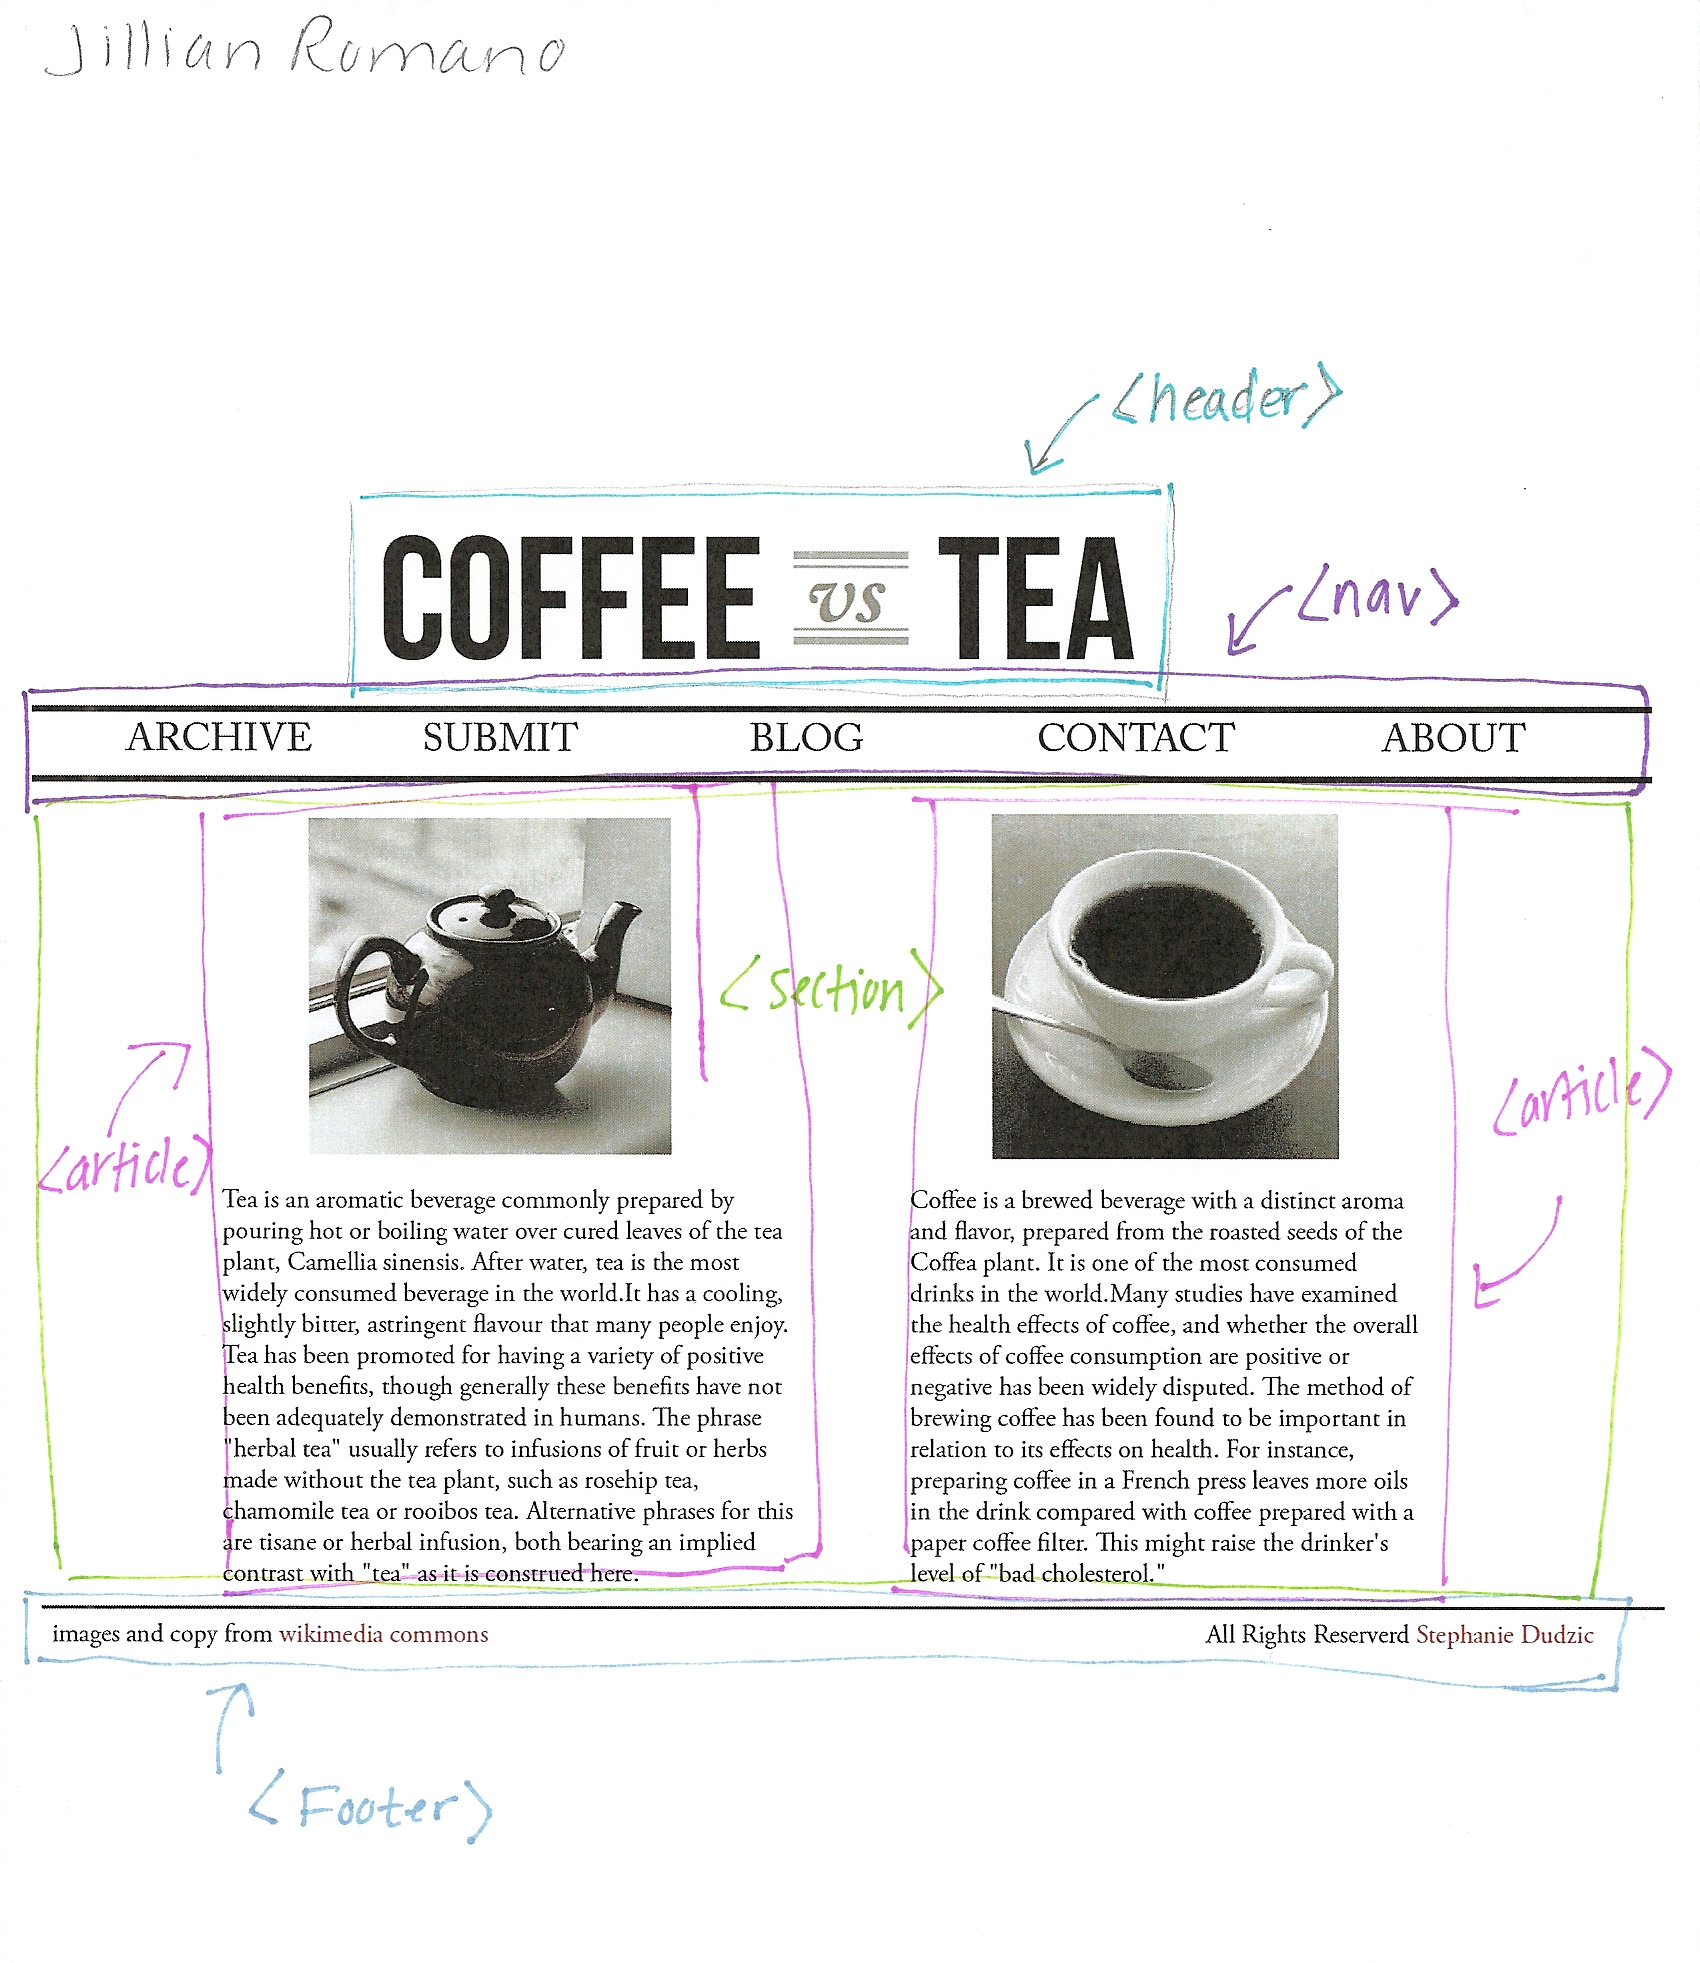 Jillian Romano
<header>
COFFEE vs TEA
<nav>
ARCHIVE SUBMIT BLOG CONTACT ABOUT
<section>
<article>
<article>
Tea is an aromatic beverage commonly prepared by
pouring hot or boiling water over cured leaves of the tea
plant, Camellia sinensis. After water, tea is the most
widely consumed beverage in the world.It has a cooling,
slightly bitter, astringent flavour that many people enjoy.
Tea has been promoted for having a variety of positive
health benefits, though generally these benefits have not
been adequately demonstrated in humans. The phrase
"herbal tea" usually refers to infusions of fruit or herbs
made without the tea plant, such as rosehip tea,
chamomile tea or rooibos tea. Alternative phrases for this
are tisane or herbal infusion, both bearing an implied
contrast with "tea" as it is construed here.
Coffee is a brewed beverage with a distinct aroma
and flavor, prepared from the roasted seeds of the
Coffea plant. It is one of the most consumed
drinks in the world.Many studies have examined
the health effects of coffee, and whether the overall
effects of coffee consumption are positive or
negative has been widely disputed. The method of
brewing coffee has been found to be important in
relation to its effects on health. For instance,
preparing coffee in a French press leaves more oils
in the drink compared with coffee prepared with a
paper coffee filter. This might raise the drinker's
level of "bad cholesterol."
images and copy from wikimedia commons
All Rights Reserverd Stephanie Dudzic
<Footer>